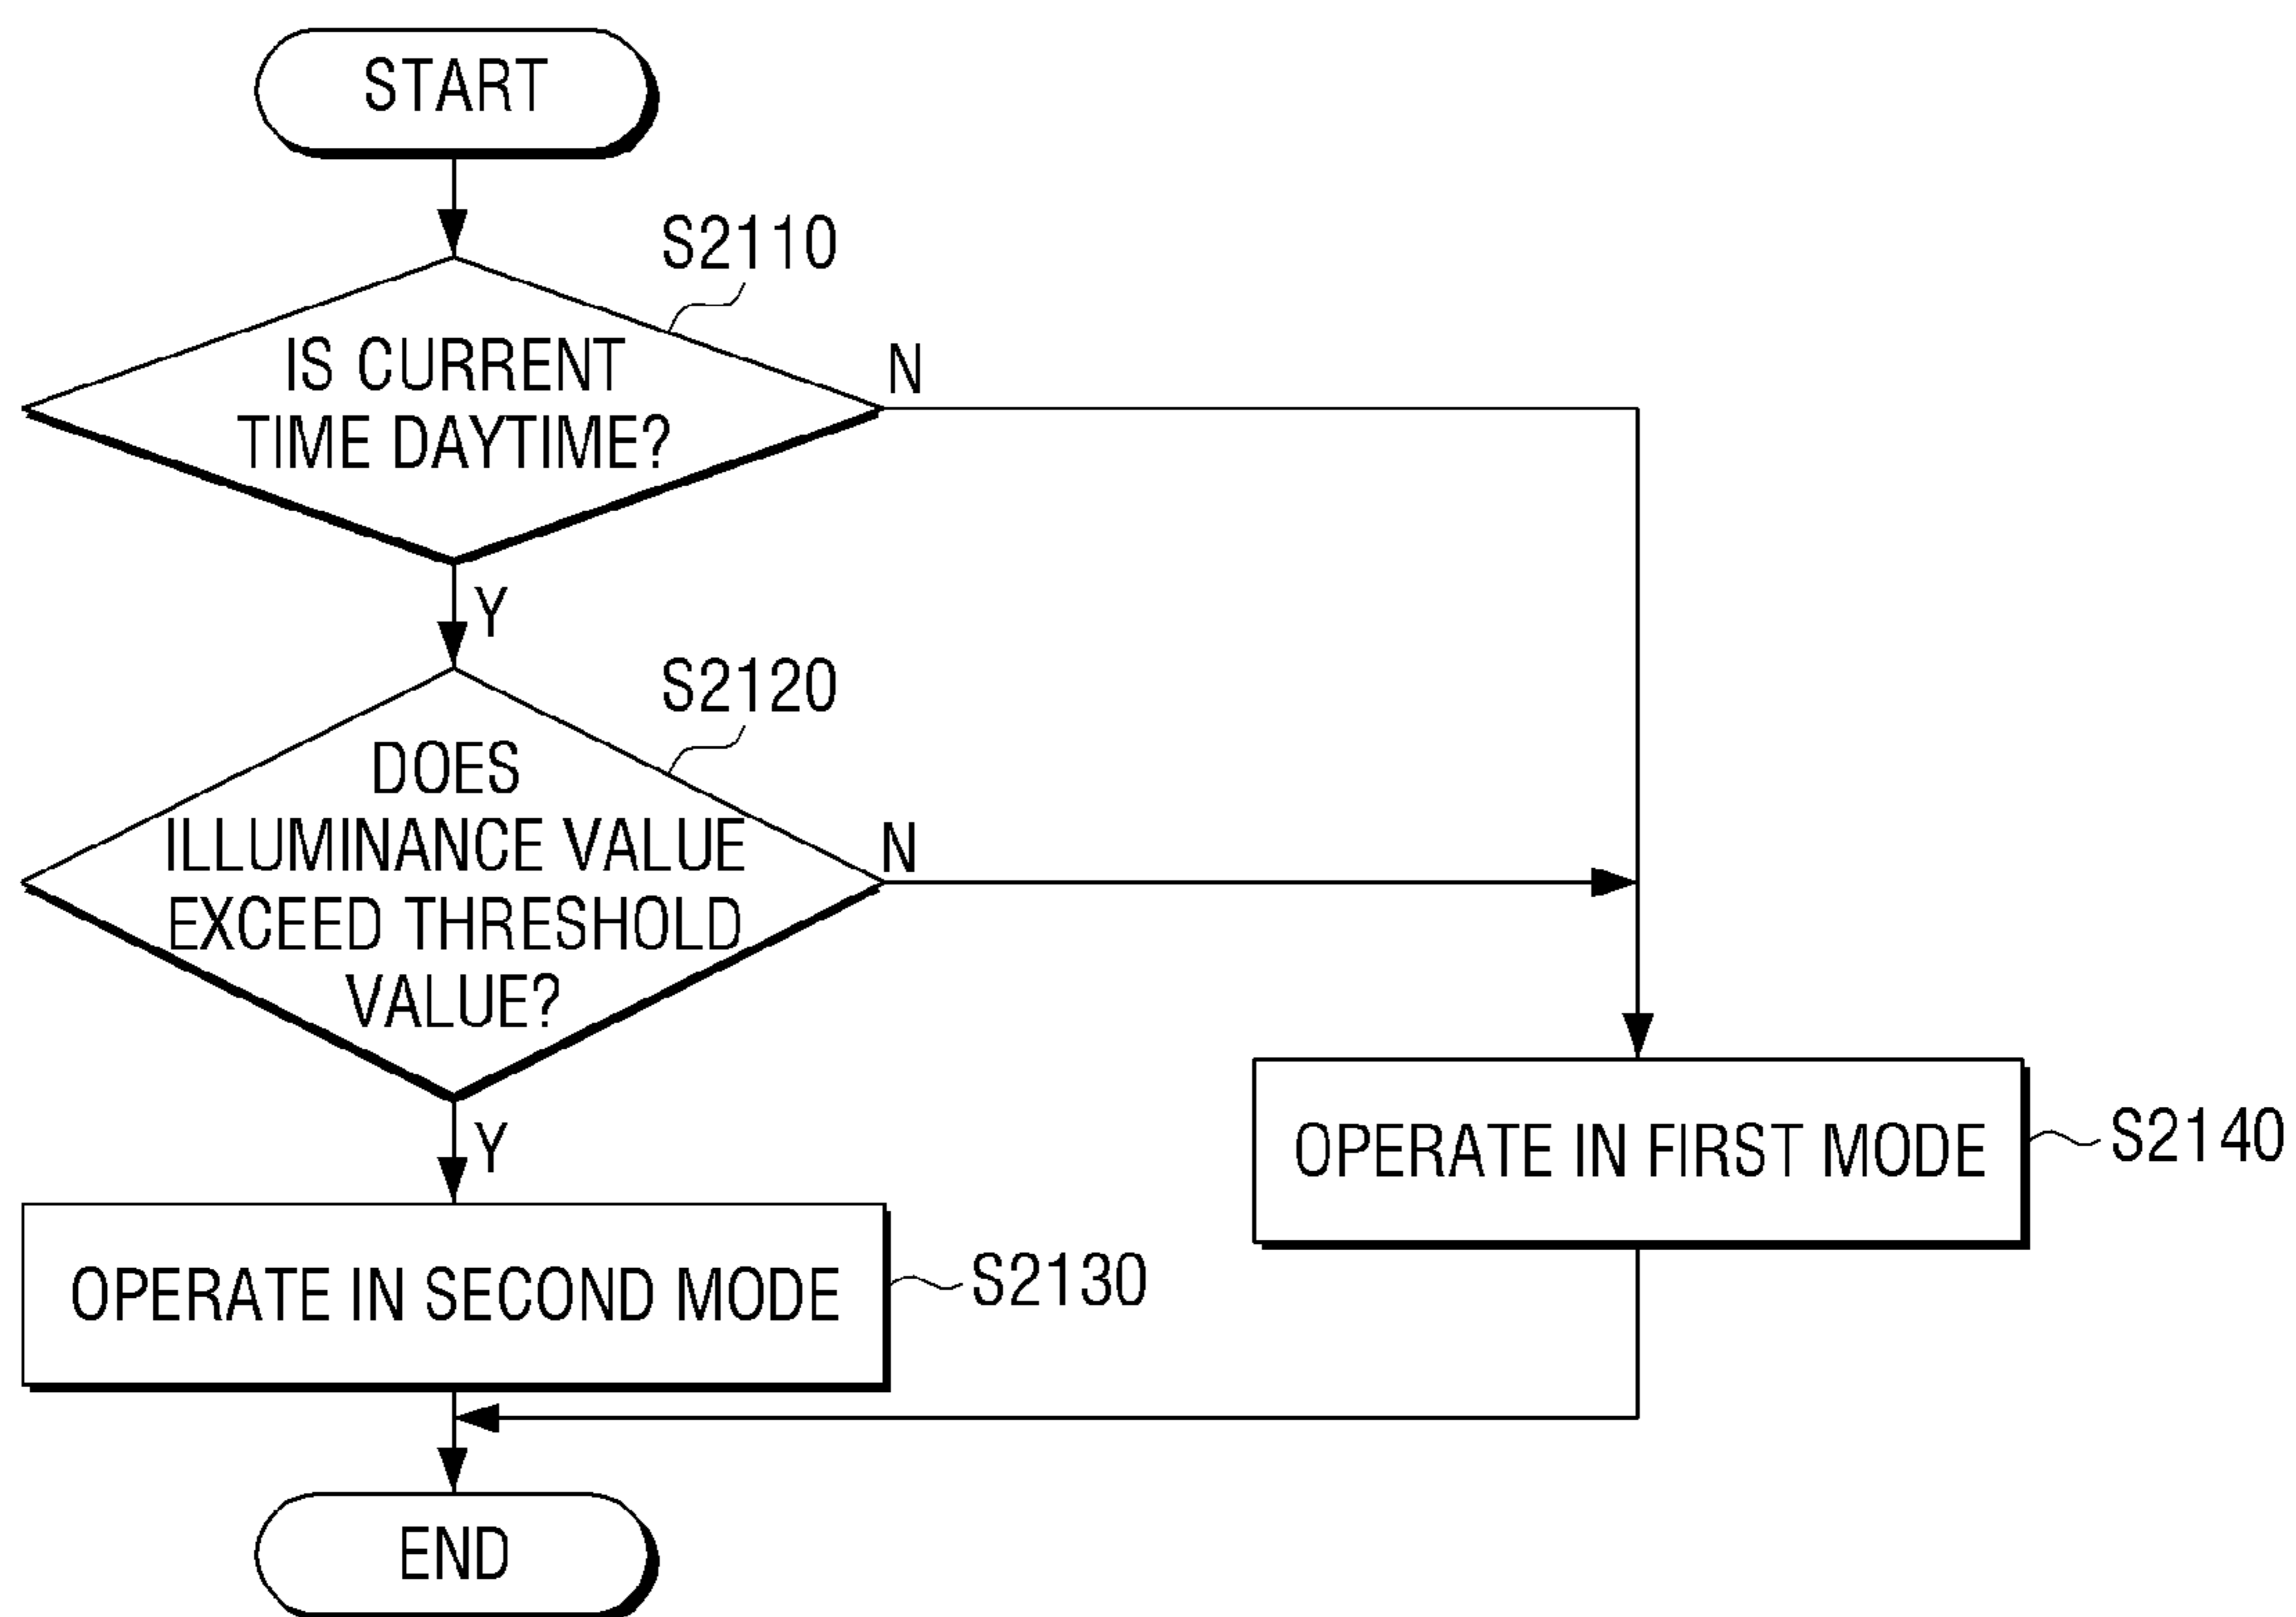 START
S2110
IS CURRENT
TIME DAYTIME?
N
Y
S2120
DOES
ILLUMINANCE VALUE
EXCEED THRESHOLD
VALUE?
N
Y
OPERATE IN FIRST MODE
S2140
OPERATE IN SECOND MODE
S2130
END